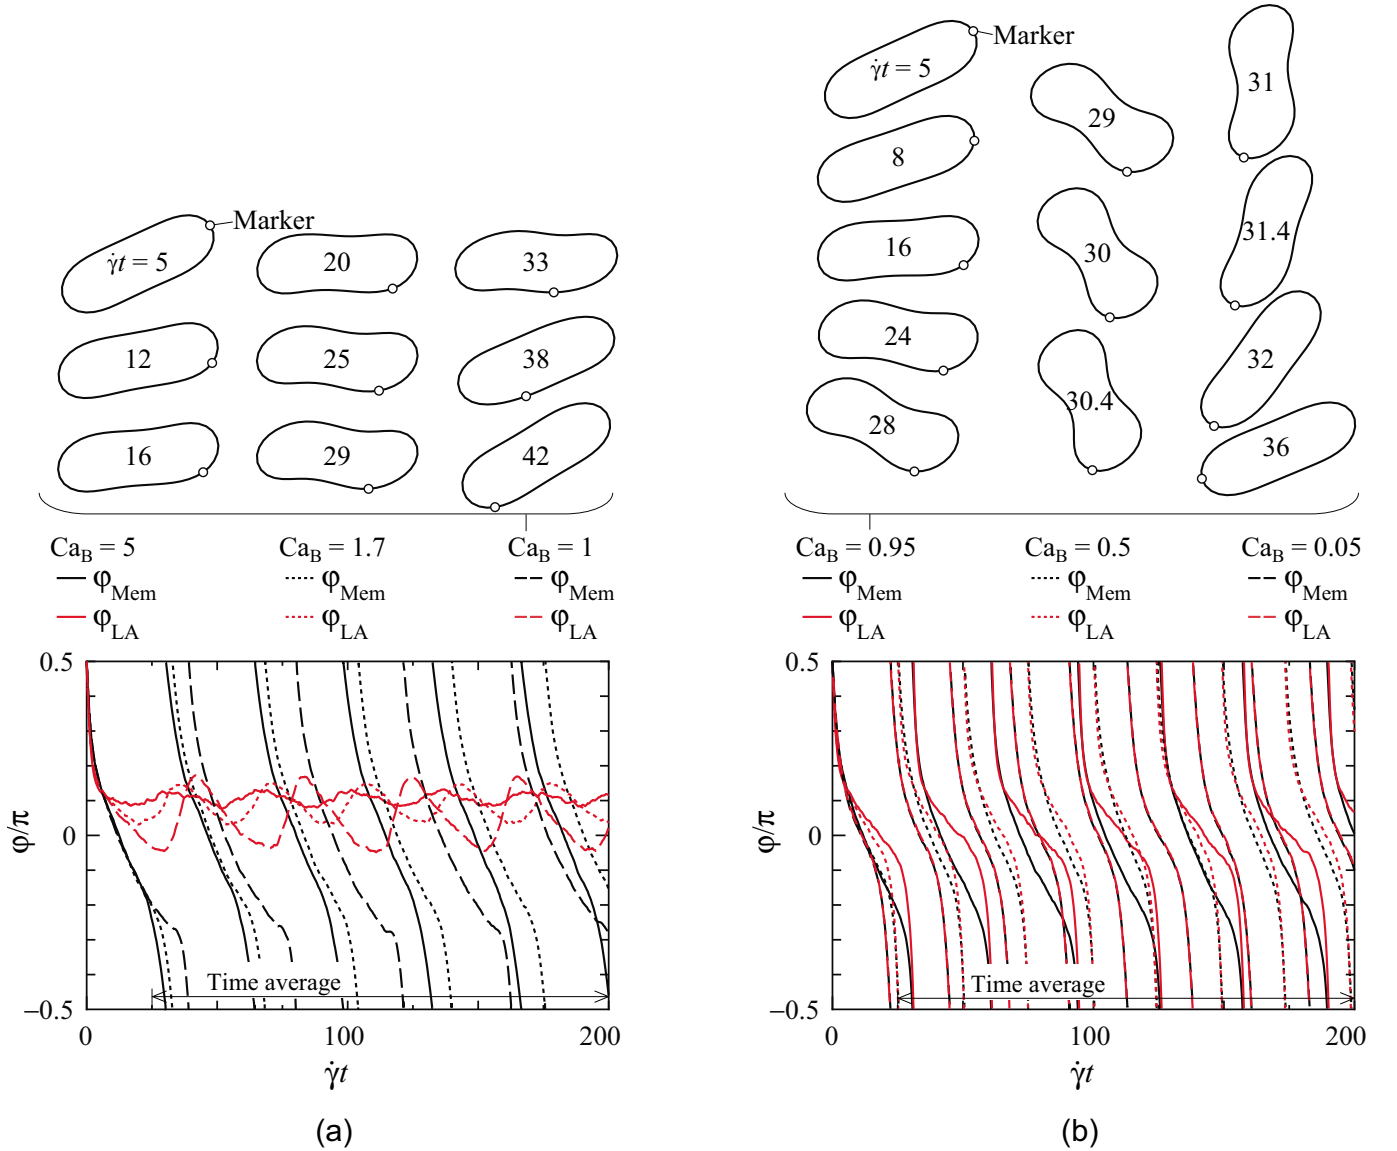 Marker
γ̇t = 5
20
33
12
25
38
16
29
42
Ca_B = 5
Ca_B = 1.7
Ca_B = 1
φ_Mem
φ_Mem
φ_Mem
φ_LA
φ_LA
φ_LA
0.5
φ/π
0
−0.5
Time average
0
100
200
γ̇t
(a)
Marker
γ̇t = 5
8
16
24
28
29
30
30.4
31
31.4
32
36
Ca_B = 0.95
Ca_B = 0.5
Ca_B = 0.05
φ_Mem
φ_Mem
φ_Mem
φ_LA
φ_LA
φ_LA
0.5
φ/π
0
−0.5
Time average
0
100
200
γ̇t
(b)